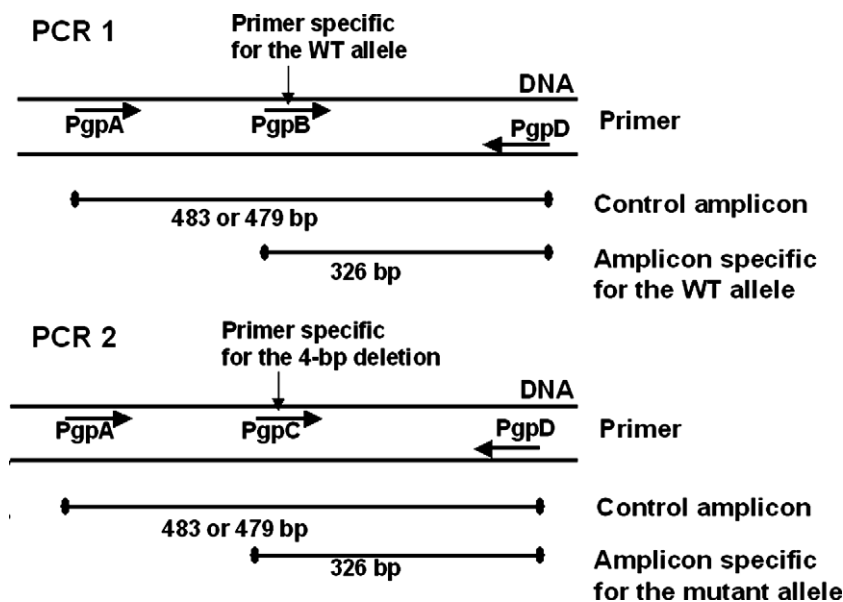 PCR 1
Primer specific
for the WT allele
DNA
PgpA
PgpB
PgpD
Primer
483 or 479 bp
Control amplicon
326 bp
Amplicon specific
for the WT allele
PCR 2
Primer specific
for the 4-bp deletion
DNA
PgpA
PgpC
PgpD
Primer
483 or 479 bp
Control amplicon
326 bp
Amplicon specific
for the mutant allele